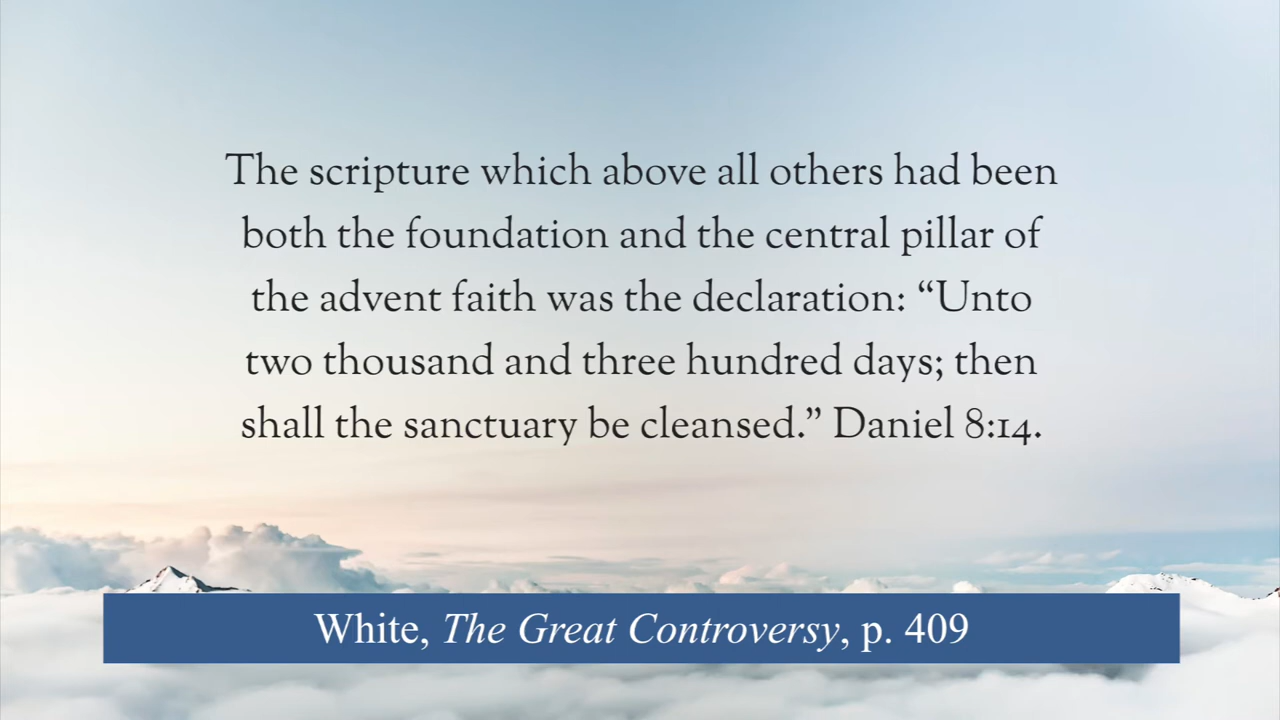 The scripture which above all others had been
both the foundation and the central pillar of
the advent faith was the declaration: “Unto
two thousand and three hundred days; then
shall the sanctuary be cleansed.” Daniel 8:14.
White, The Great Controversy, p. 409